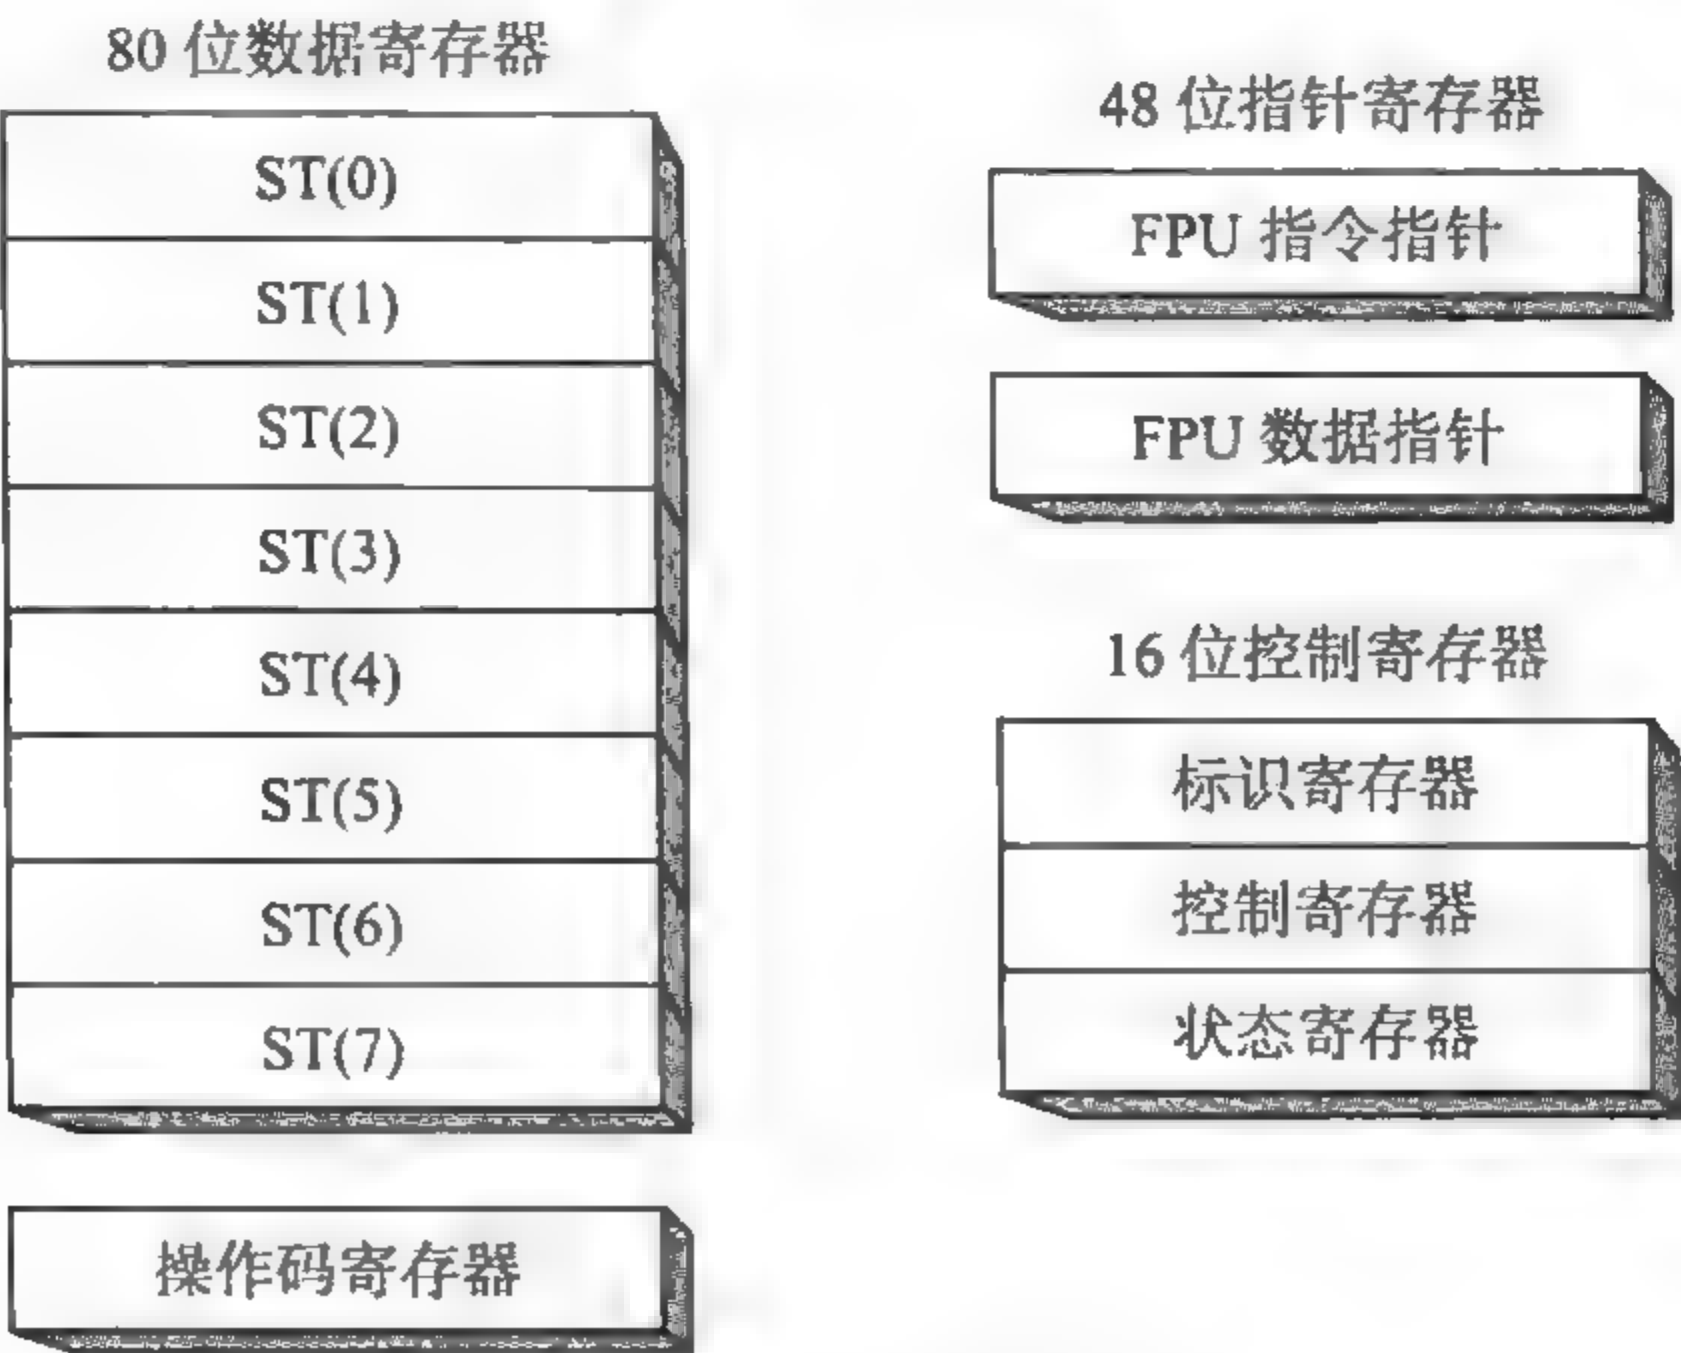 80 位数据寄存器
ST(0)
ST(1)
ST(2)
ST(3)
ST(4)
ST(5)
ST(6)
ST(7)
操作码寄存器
48 位指针寄存器
FPU 指令指针
FPU 数据指针
16 位控制寄存器
标识寄存器
控制寄存器
状态寄存器